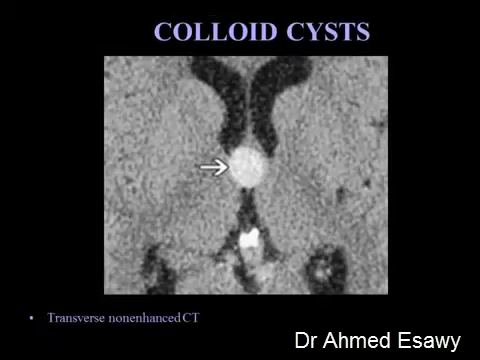 COLLOID CYSTS
• Transverse nonenhanced CT
Dr Ahmed Esawy